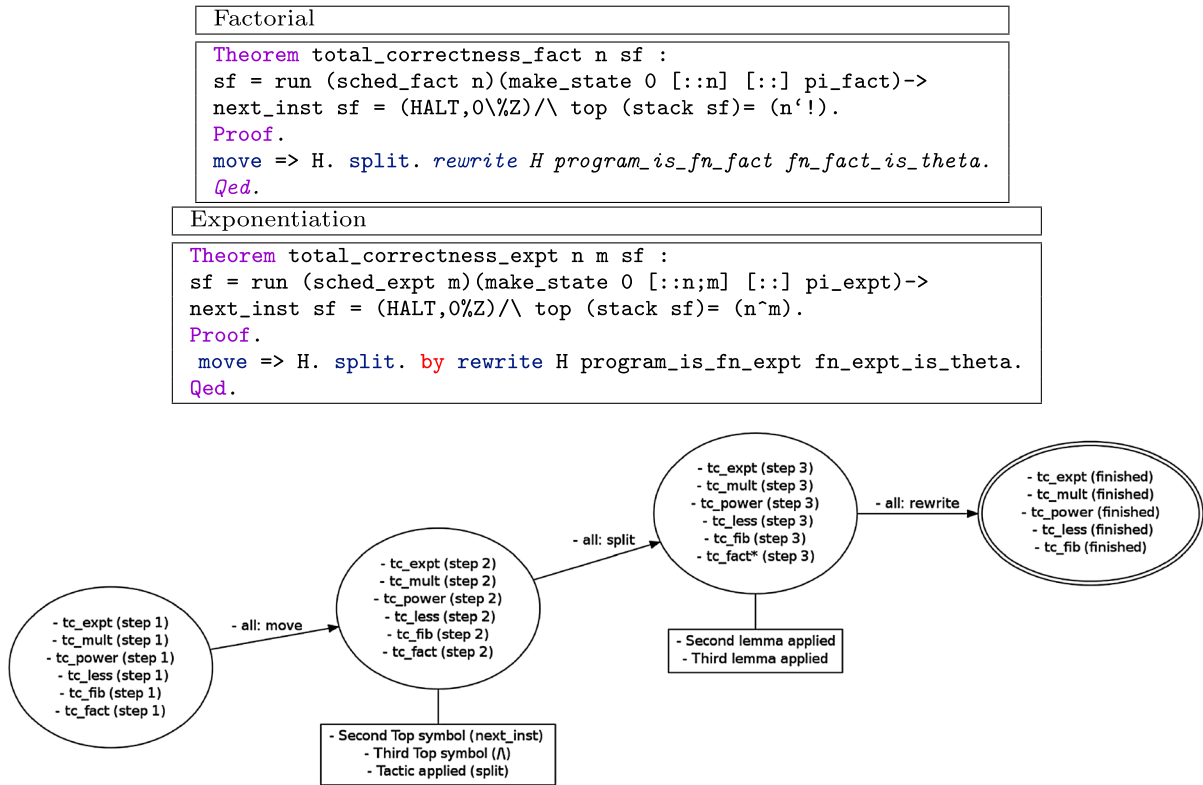 Factorial
Theorem total_correctness_fact n sf :
sf = run (sched_fact n)(make_state 0 [::n] [::] pi_fact)->
next_inst sf = (HALT,0\%Z)/\ top (stack sf)= (n‘!).
Proof.
move => H. split. rewrite H program_is_fn_fact fn_fact_is_theta.
Qed.
Exponentiation
Theorem total_correctness_expt n m sf :
sf = run (sched_expt m)(make_state 0 [::n;m] [::] pi_expt)->
next_inst sf = (HALT,0%Z)/\ top (stack sf)= (n^m).
Proof.
move => H. split. by rewrite H program_is_fn_expt fn_expt_is_theta.
Qed.
- tc_expt (step 1)
- tc_mult (step 1)
- tc_power (step 1)
- tc_less (step 1)
- tc_fib (step 1)
- tc_fact (step 1)
- all: move
- tc_expt (step 2)
- tc_mult (step 2)
- tc_power (step 2)
- tc_less (step 2)
- tc_fib (step 2)
- tc_fact (step 2)
- Second Top symbol (next_inst)
- Third Top symbol (/\)
- Tactic applied (split)
- all: split
- tc_expt (step 3)
- tc_mult (step 3)
- tc_power (step 3)
- tc_less (step 3)
- tc_fib (step 3)
- tc_fact* (step 3)
- Second lemma applied
- Third lemma applied
- all: rewrite
- tc_expt (finished)
- tc_mult (finished)
- tc_power (finished)
- tc_less (finished)
- tc_fib (finished)